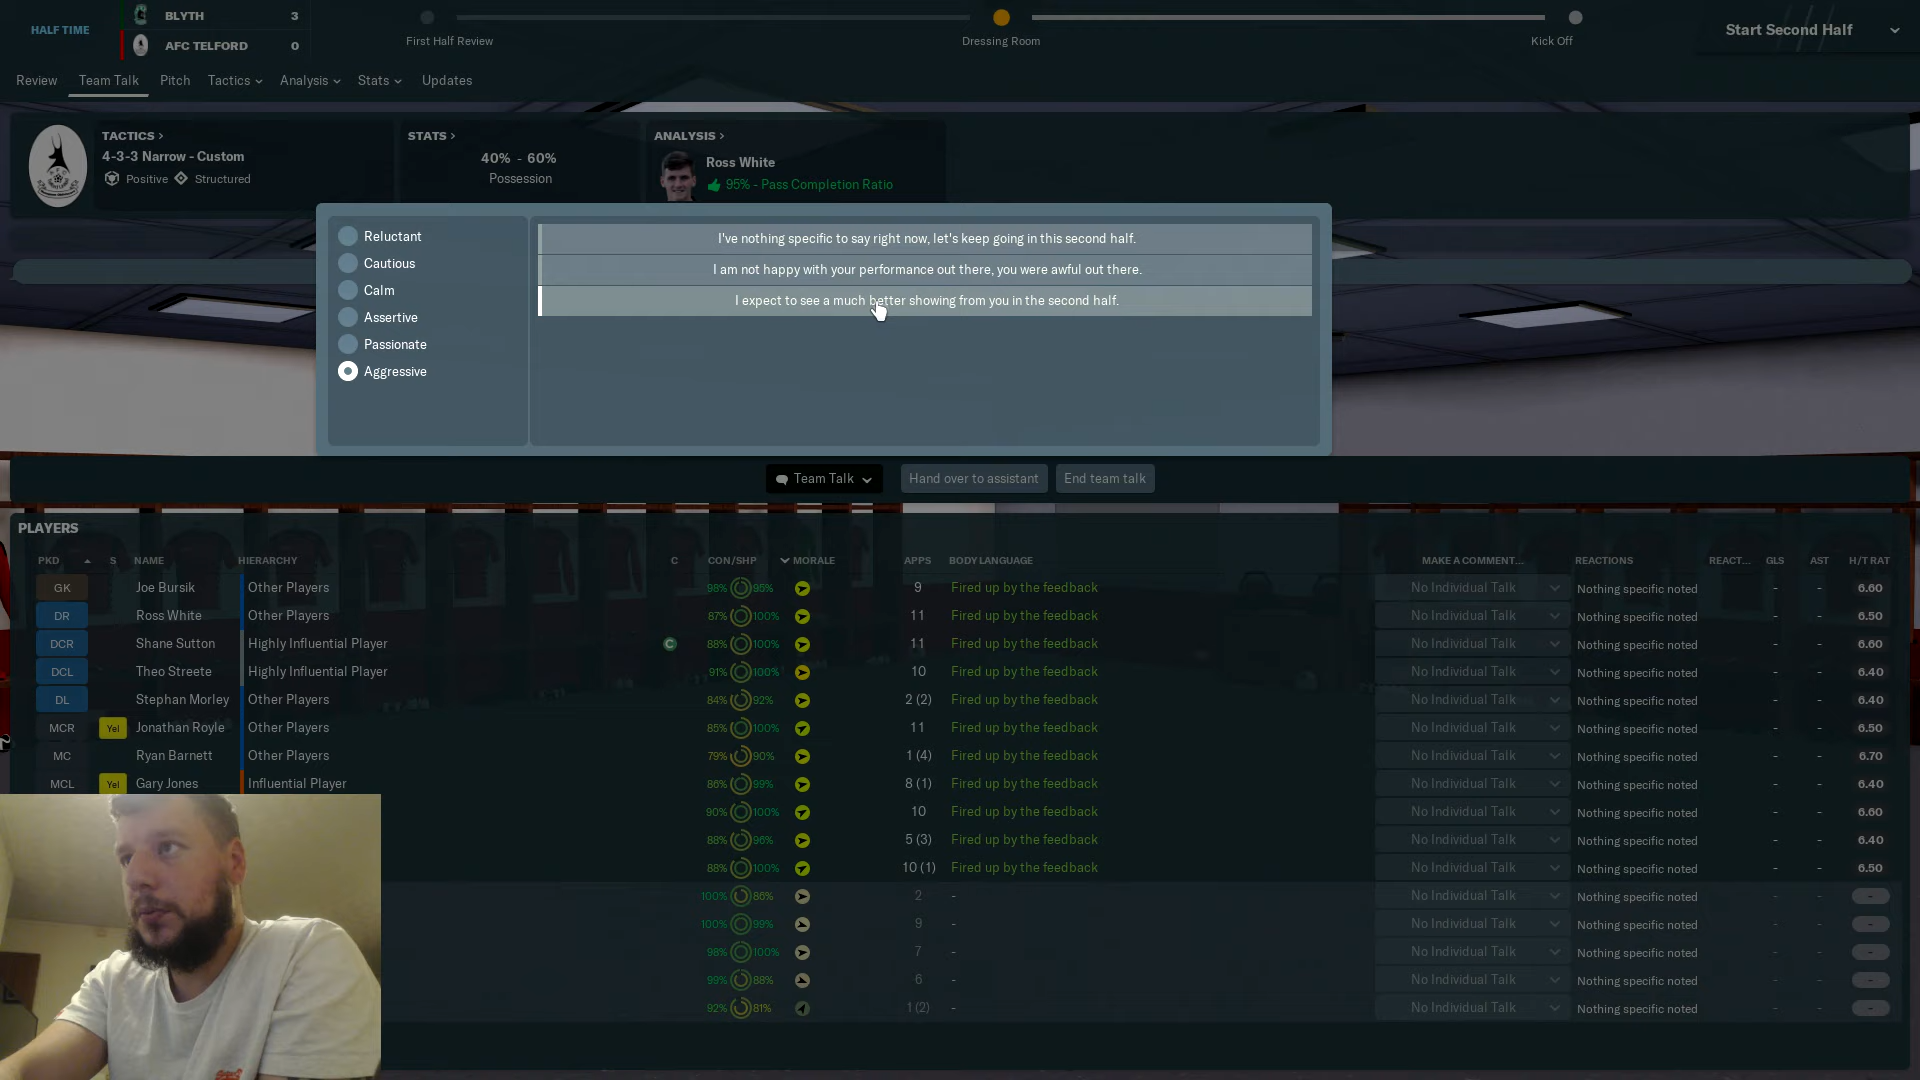 HALF TIME
BLYTH 3
AFC TELFORD 0
First Half Review
Dressing Room
Kick Off
Start Second Half
Review Team Talk Pitch Tactics Analysis Stats Updates
TACTICS >
4-3-3 Narrow - Custom
Positive Structured
STATS >
40% - 60%
Possession
ANALYSIS >
Ross White
95% - Pass Completion Ratio
Reluctant
Cautious
Calm
Assertive
Passionate
Aggressive
I've nothing specific to say right now, let's keep going in this second half.
I am not happy with your performance out there, you were awful out there.
I expect to see a much better showing from you in the second half.
Team Talk Hand over to assistant End team talk
PLAYERS
PKD S NAME HIERARCHY C CON/SHP MORALE APPS BODY LANGUAGE MAKE A COMMENT... REACTIONS REACT... GLS AST H/T RAT
GK Joe Bursik Other Players 98% 95% 9 Fired up by the feedback No Individual Talk Nothing specific noted - - 6.60
DR Ross White Other Players 87% 100% 11 Fired up by the feedback No Individual Talk Nothing specific noted - - 6.50
DCR Shane Sutton Highly Influential Player C 88% 100% 11 Fired up by the feedback No Individual Talk Nothing specific noted - - 6.60
DCL Theo Streete Highly Influential Player 91% 100% 10 Fired up by the feedback No Individual Talk Nothing specific noted - - 6.40
DL Stephan Morley Other Players 84% 92% 2 (2) Fired up by the feedback No Individual Talk Nothing specific noted - - 6.40
MCR Yel Jonathan Royle Other Players 85% 100% 11 Fired up by the feedback No Individual Talk Nothing specific noted - - 6.50
MC Ryan Barnett Other Players 79% 90% 1 (4) Fired up by the feedback No Individual Talk Nothing specific noted - - 6.70
MCL Yel Gary Jones Influential Player 86% 99% 8 (1) Fired up by the feedback No Individual Talk Nothing specific noted - - 6.40
90% 100% 10 Fired up by the feedback No Individual Talk Nothing specific noted - - 6.60
88% 96% 5 (3) Fired up by the feedback No Individual Talk Nothing specific noted - - 6.40
88% 100% 10 (1) Fired up by the feedback No Individual Talk Nothing specific noted - - 6.50
100% 86% 2 - No Individual Talk Nothing specific noted - - -
100% 99% 9 - No Individual Talk Nothing specific noted - - -
98% 100% 7 - No Individual Talk Nothing specific noted - - -
99% 88% 6 - No Individual Talk Nothing specific noted - - -
92% 81% 1 (2) - No Individual Talk Nothing specific noted - - -